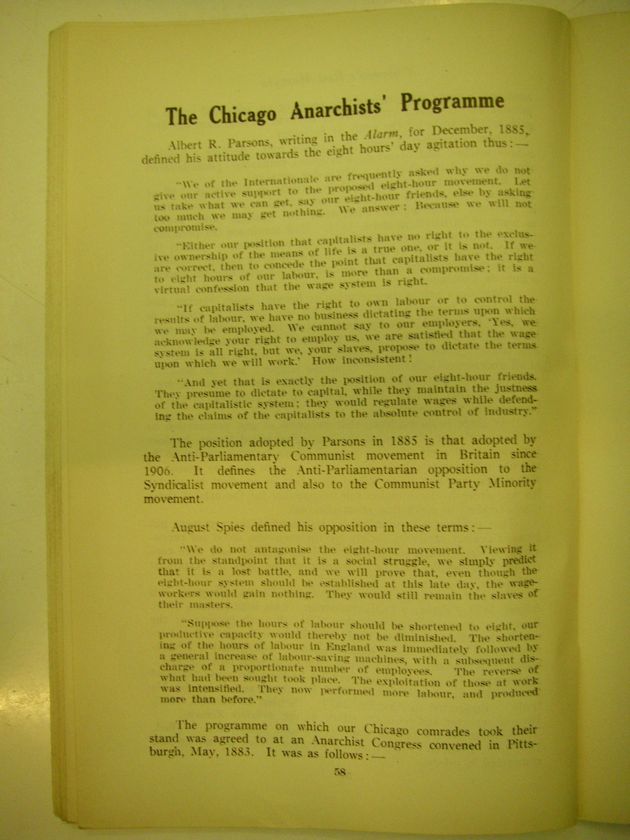 The Chicago Anarchists' Programme
Albert R. Parsons, writing in the Alarm, for December, 1885,
defined his attitude towards the eight hours' day agitation thus:—
"We of the Internationale are frequently asked why we do not
give our active support to the proposed eight-hour movement. Let
us take what we can get, say our eight-hour friends, else by asking
too much we may get nothing. We answer: Because we will not
compromise.
"Either our position that capitalists have no right to the exclus-
ive ownership of the means of life is a true one, or it is not. If we
are correct, then to concede the point that capitalists have the right
to eight hours of our labour, is more than a compromise; it is a
virtual confession that the wage system is right.
"If capitalists have the right to own labour or to control the
results of labour, we have no business dictating the terms upon which
we may be employed. We cannot say to our employers, 'Yes, we
acknowledge your right to employ us, we are satisfied that the wage
system is all right, but we, your slaves, propose to dictate the terms
upon which we will work.' How inconsistent!
"And yet that is exactly the position of our eight-hour friends.
They presume to dictate to capital, while they maintain the justness
of the capitalistic system; they would regulate wages while defend-
ing the claims of the capitalists to the absolute control of industry."
The position adopted by Parsons in 1885 is that adopted by
the Anti-Parliamentary Communist movement in Britain since
1906. It defines the Anti-Parliamentarian opposition to the
Syndicalist movement and also to the Communist Party Minority
movement.
August Spies defined his opposition in these terms:—
"We do not antagonise the eight-hour movement. Viewing it
from the standpoint that it is a social struggle, we simply predict
that it is a lost battle, and we will prove that, even though the
eight-hour system should be established at this late day, the wage-
workers would gain nothing. They would still remain the slaves of
their masters.
"Suppose the hours of labour should be shortened to eight, our
productive capacity would thereby not be diminished. The shorten-
ing of the hours of labour in England was immediately followed by
a general increase of labour-saving machines, with a subsequent dis-
charge of a proportionate number of employees. The reverse of
what had been sought took place. The exploitation of those at work
was intensified. They now performed more labour, and produced
more than before."
The programme on which our Chicago comrades took their
stand was agreed to at an Anarchist Congress convened in Pitts-
burgh, May, 1883. It was as follows:—
58